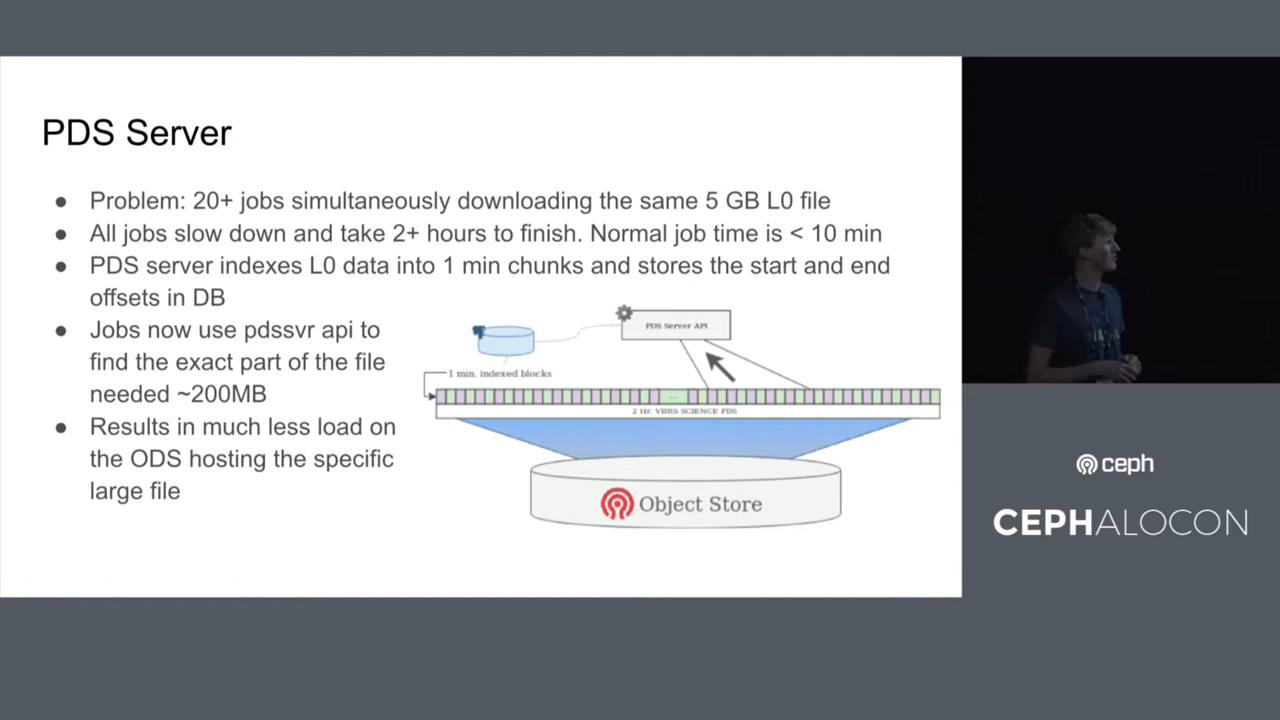 PDS Server
● Problem: 20+ jobs simultaneously downloading the same 5 GB L0 file
● All jobs slow down and take 2+ hours to finish. Normal job time is < 10 min
● PDS server indexes L0 data into 1 min chunks and stores the start and end
offsets in DB
● Jobs now use pdssvr api to
find the exact part of the file
needed ~200MB
● Results in much less load on
the ODS hosting the specific
large file
PDS Server API
1 min. indexed blocks
...
2 Hr. VIIRS SCIENCE PDS
Object Store
ceph
CEPHALOCON